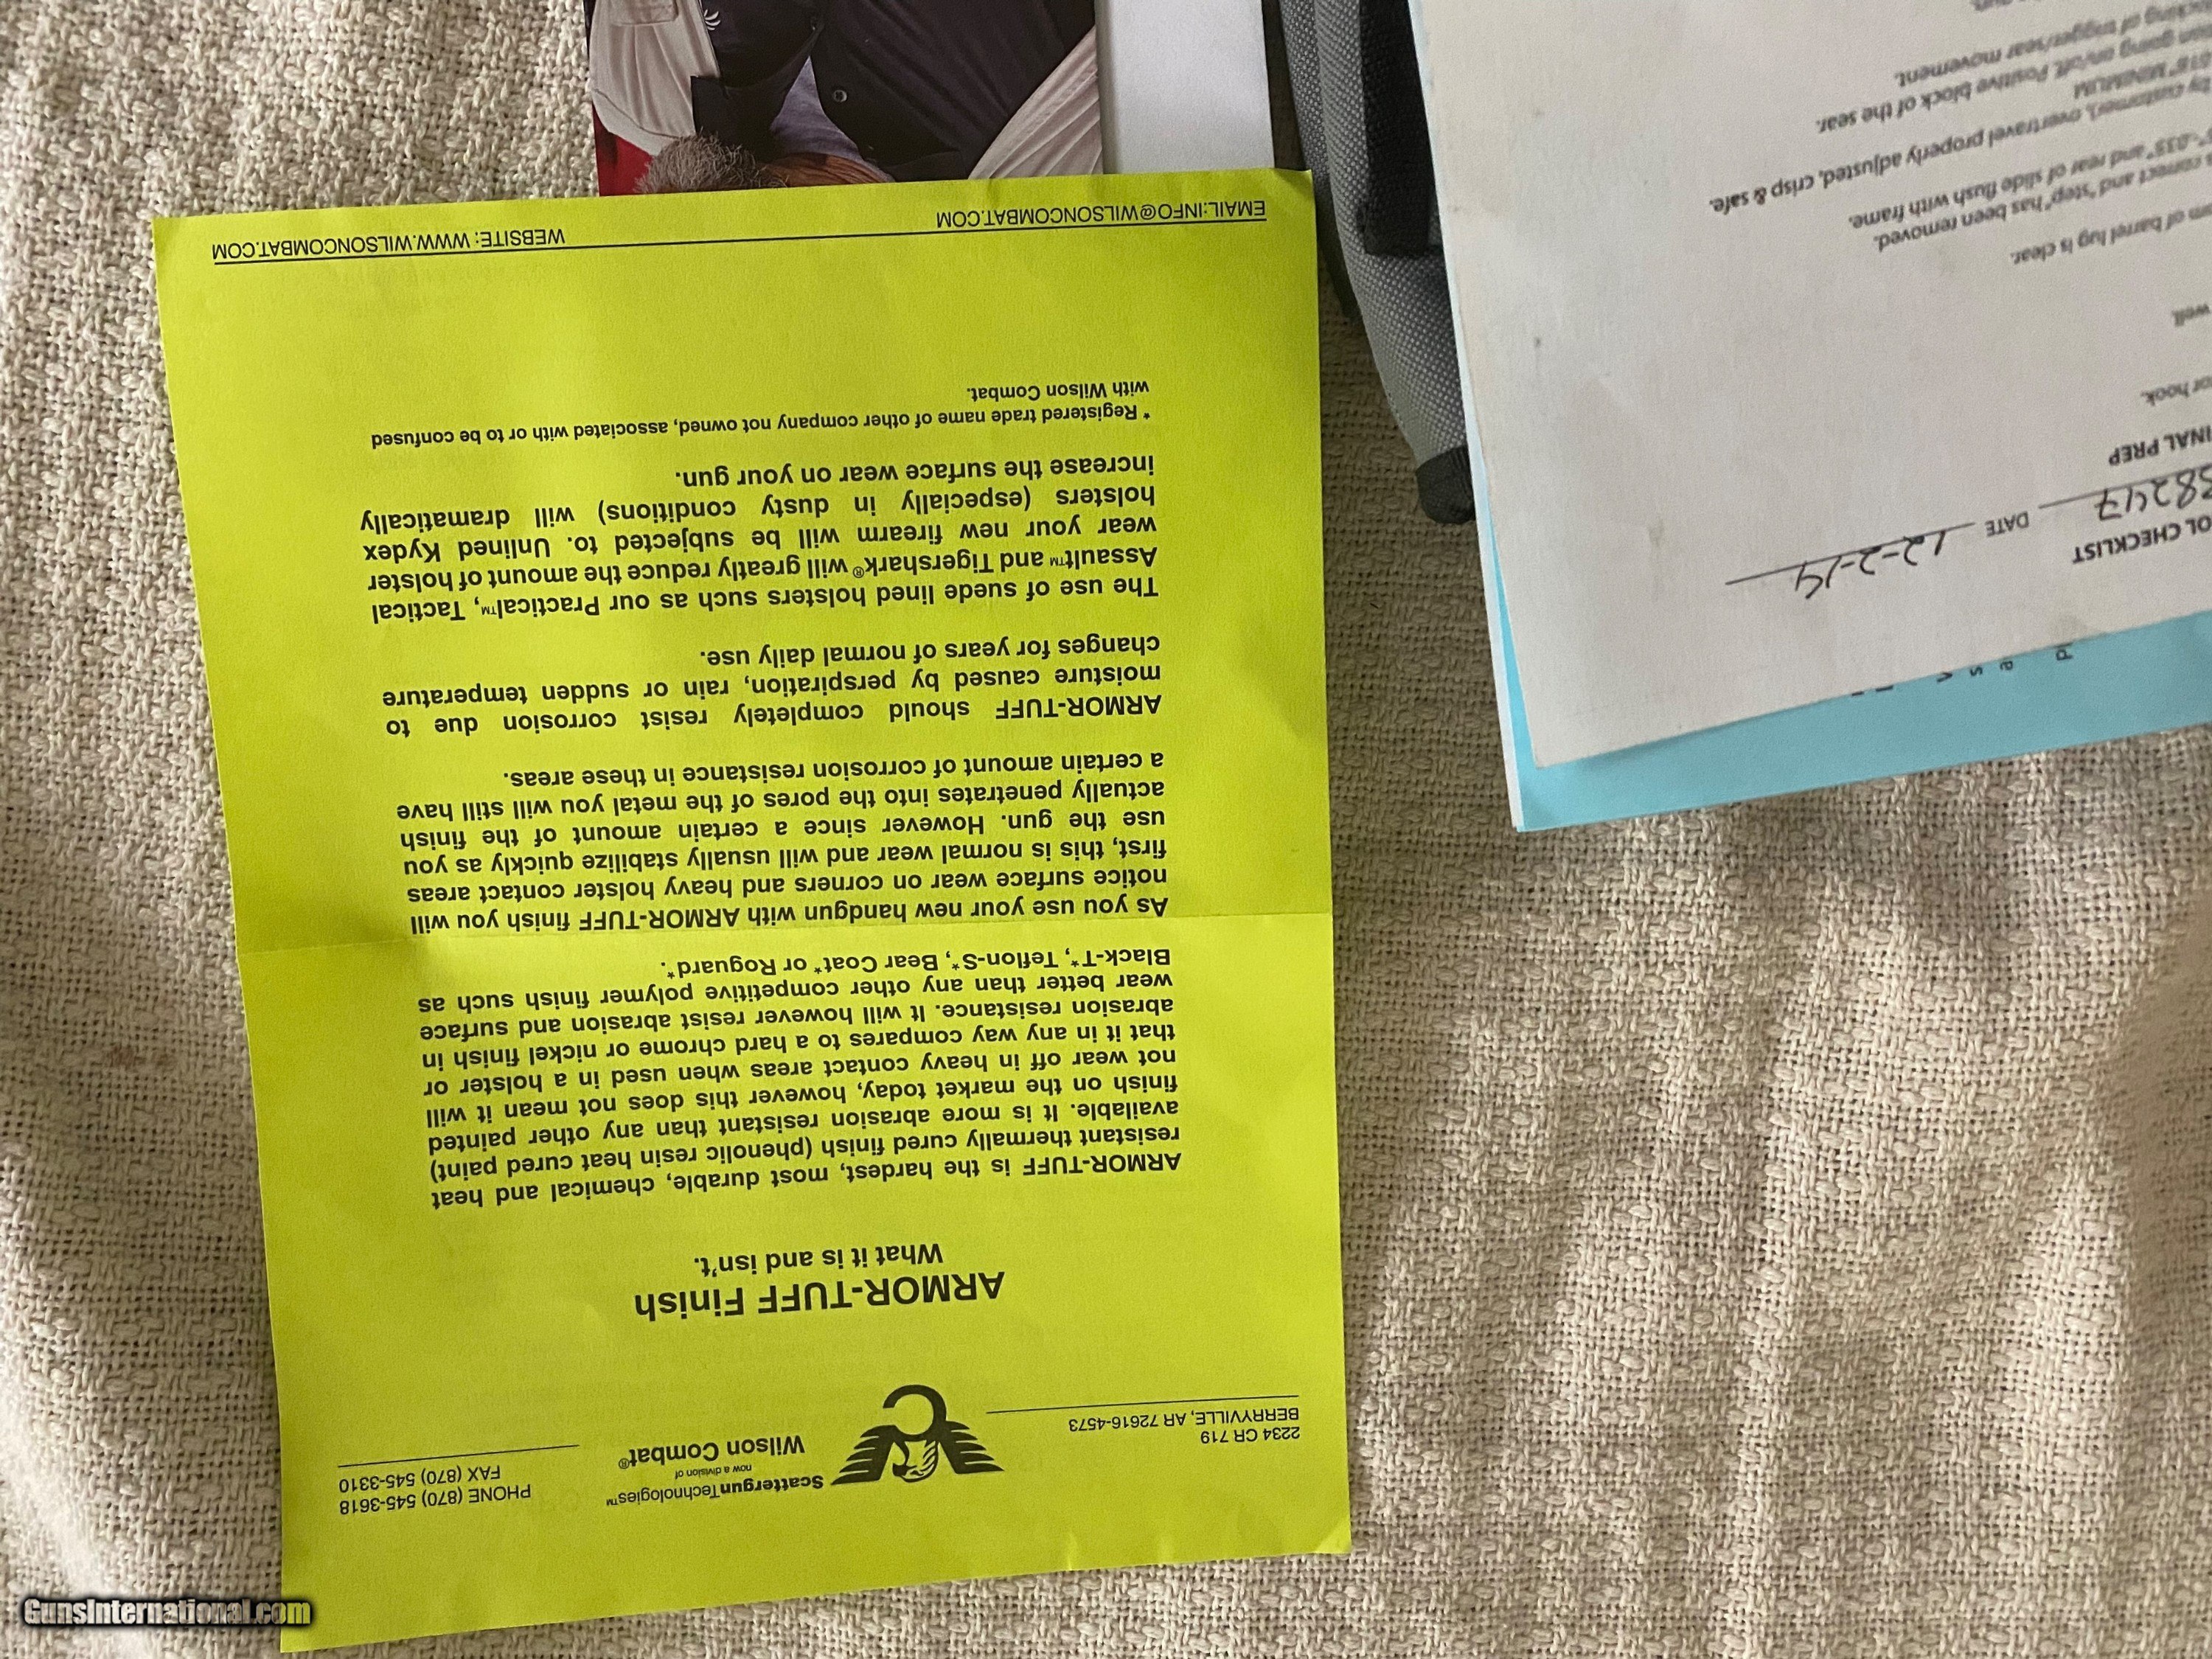 2234 CR 719
BERRYVILLE, AR 72616-4573
ScattergunTechnologies™
now a division of
Wilson Combat®
PHONE (870) 545-3618
FAX (870) 545-3310
ARMOR-TUFF Finish
What it is and isn't.
ARMOR-TUFF is the hardest, most durable, chemical and heat
resistant thermally cured finish (phenolic resin heat cured paint)
available. It is more abrasion resistant than any other painted
finish on the market today, however this does not mean it will
not wear off in heavy contact areas when used in a holster or
that it in any way compares to a hard chrome or nickel finish in
abrasion resistance. It will however resist abrasion and surface
wear better than any other competitive polymer finish such as
Black-T*, Teflon-S*, Bear Coat* or Roguard*.
As you use your new handgun with ARMOR-TUFF finish you will
notice surface wear on corners and heavy holster contact areas
first, this is normal wear and will usually stabilize quickly as you
use the gun. However since a certain amount of the finish
actually penetrates into the pores of the metal you will still have
a certain amount of corrosion resistance in these areas.
ARMOR-TUFF should completely resist corrosion due to
moisture caused by perspiration, rain or sudden temperature
changes for years of normal daily use.
The use of suede lined holsters such as our Practical™, Tactical
Assault™ and Tigershark® will greatly reduce the amount of holster
wear your new firearm will be subjected to. Unlined Kydex
holsters (especially in dusty conditions) will dramatically
increase the surface wear on your gun.
* Registered trade name of other company not owned, associated with or to be confused
with Wilson Combat.
EMAIL:INFO@WILSONCOMBAT.COM
WEBSITE: WWW.WILSONCOMBAT.COM
CHECKLIST
8247 DATE 12-2-14
PREP
or hook.
well.
of barrel lug is clear.
correct and "step" has been removed.
.035" and rear of slide flush with frame.
by customer), overtravel properly adjusted, crisp & safe.
MINIMUM
going on/off. Positive block of the sear.
of trigger/sear movement.
GunsInternational.com